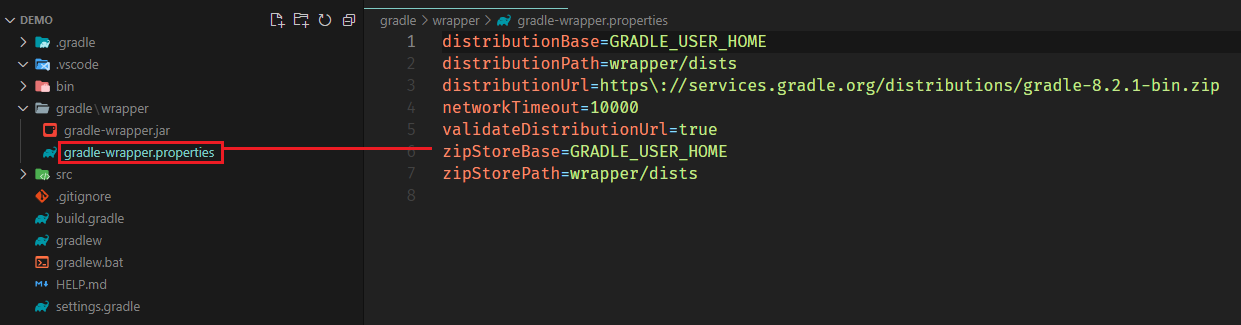 DEMO
.gradle
.vscode
bin
gradle\wrapper
gradle-wrapper.jar
gradle-wrapper.properties
src
.gitignore
build.gradle
gradlew
gradlew.bat
HELP.md
settings.gradle
gradle > wrapper > gradle-wrapper.properties
1 distributionBase=GRADLE_USER_HOME
2 distributionPath=wrapper/dists
3 distributionUrl=https\://services.gradle.org/distributions/gradle-8.2.1-bin.zip
4 networkTimeout=10000
5 validateDistributionUrl=true
6 zipStoreBase=GRADLE_USER_HOME
7 zipStorePath=wrapper/dists
8